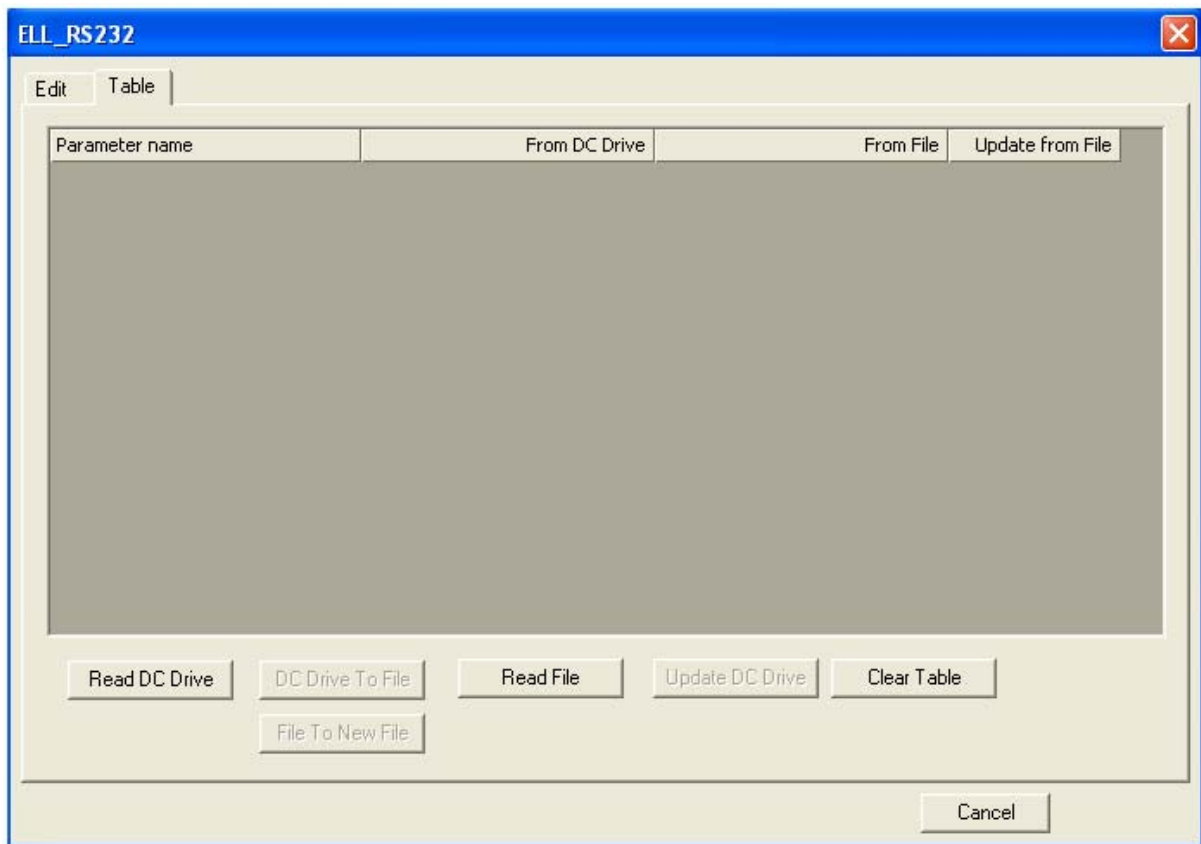 ELL_RS232
Edit Table
Parameter name From DC Drive From File Update from File
Read DC Drive DC Drive To File Read File Update DC Drive Clear Table
File To New File
Cancel